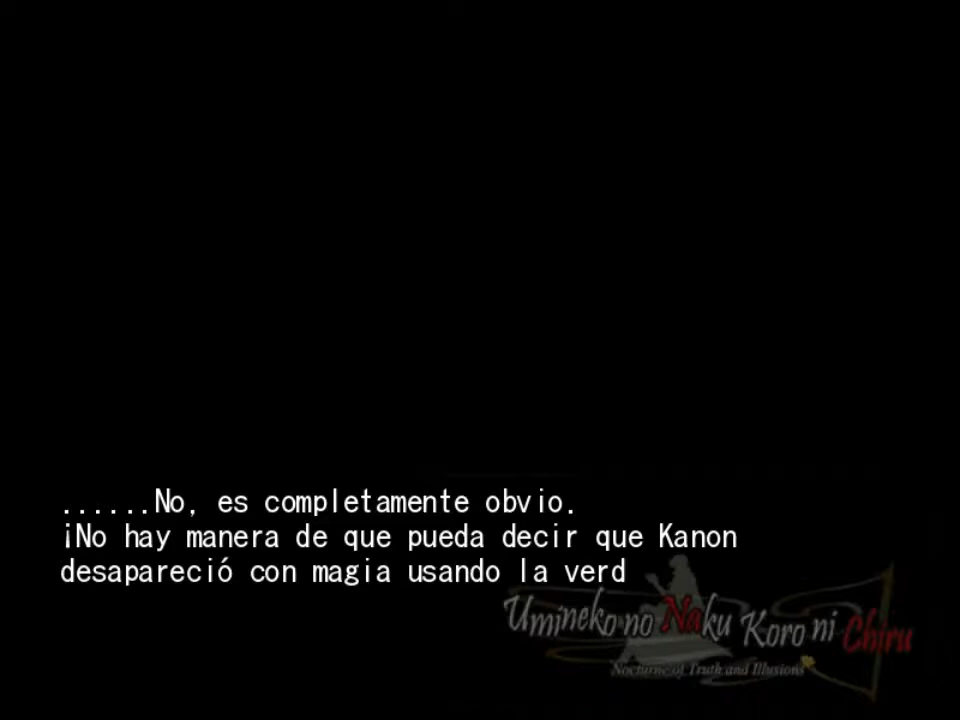 ......No, es completamente obvio.
¡No hay manera de que pueda decir que Kanon
desapareció con magia usando la verd
Umineko no Naku Koro ni Chiru
Nocturne of Truth and Illusions